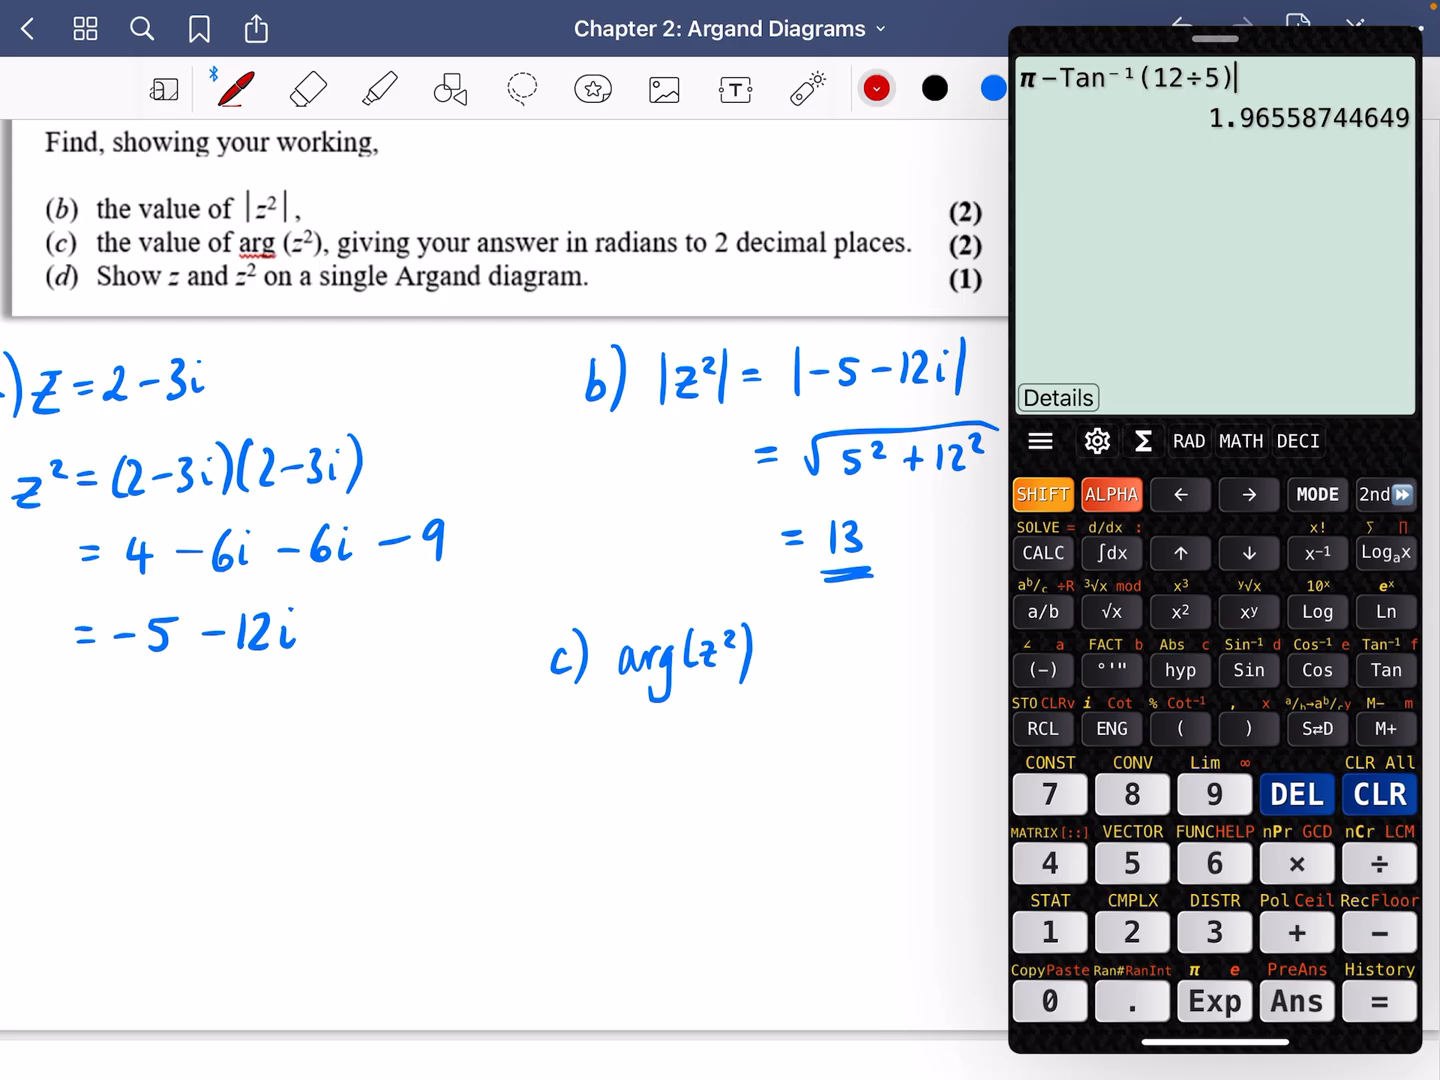 Chapter 2: Argand Diagrams
Find, showing your working,
(b) the value of |z²|, (2)
(c) the value of arg (z²), giving your answer in radians to 2 decimal places. (2)
(d) Show z and z² on a single Argand diagram. (1)
) z = 2 - 3i
z² = (2-3i)(2-3i)
= 4 - 6i - 6i - 9
= -5 - 12i
b) |z²| = |-5-12i|
= √5² + 12²
= 13
c) arg(z²)
π-Tan⁻¹(12÷5)
1.96558744649
Details
RAD MATH DECI
SHIFT ALPHA ← → MODE 2nd
SOLVE = d/dx : x! ∑ ∏
CALC ∫dx ↑ ↓ x⁻¹ Logₐx
ab/c ÷R ³√x mod x³ ʸ√x 10ˣ eˣ
a/b √x x² xʸ Log Ln
∠ a FACT b Abs c Sin⁻¹ d Cos⁻¹ e Tan⁻¹ f
(−) °'" hyp Sin Cos Tan
STO CLRv i Cot % Cot⁻¹ , x a/b→ab/c y M− m
RCL ENG ( ) S⇄D M+
CONST CONV Lim ∞ CLR All
7 8 9 DEL CLR
MATRIX[::] VECTOR FUNC HELP nPr GCD nCr LCM
4 5 6 × ÷
STAT CMPLX DISTR Pol Ceil Rec Floor
1 2 3 + −
Copy Paste Ran# RanInt π e PreAns History
0 . Exp Ans =